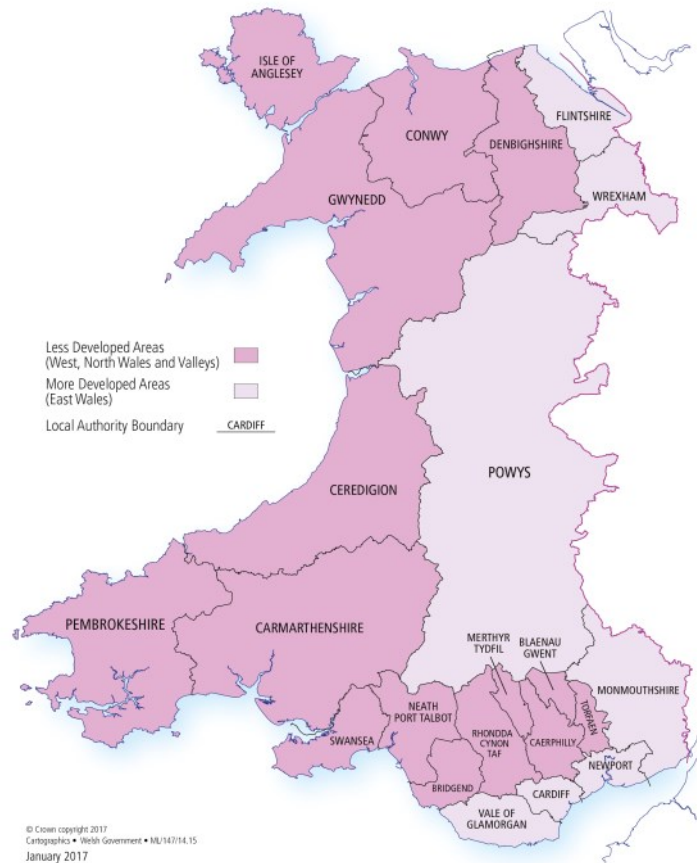 ISLE OF
ANGLESEY
FLINTSHIRE
CONWY
DENBIGHSHIRE
WREXHAM
GWYNEDD
Less Developed Areas
(West, North Wales and Valleys)
More Developed Areas
(East Wales)
Local Authority Boundary CARDIFF
POWYS
CEREDIGION
PEMBROKESHIRE
CARMARTHENSHIRE
MERTHYR
TYDFIL
BLAENAU
GWENT
MONMOUTHSHIRE
NEATH
PORT TALBOT
TORFAEN
SWANSEA
RHONDDA
CYNON
TAF
CAERPHILLY
NEWPORT
BRIDGEND
CARDIFF
VALE OF
GLAMORGAN
© Crown copyright 2017
Cartographics • Welsh Government • ML/147/14.15
January 2017